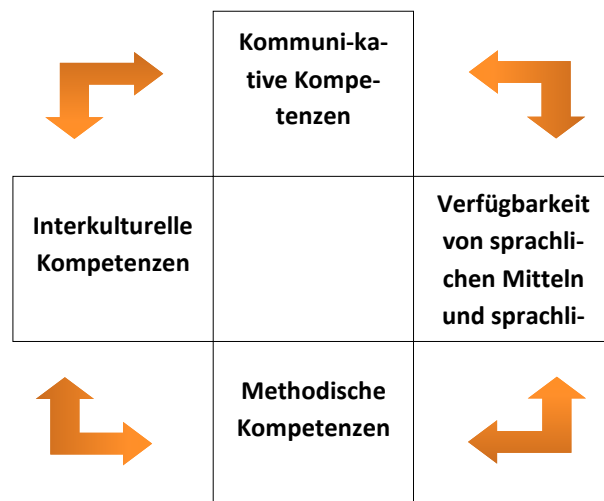 Kommuni-ka-
tive Kompe-
tenzen
Interkulturelle
Kompetenzen
Verfügbarkeit
von sprachli-
chen Mitteln
und sprachli-
Methodische
Kompetenzen